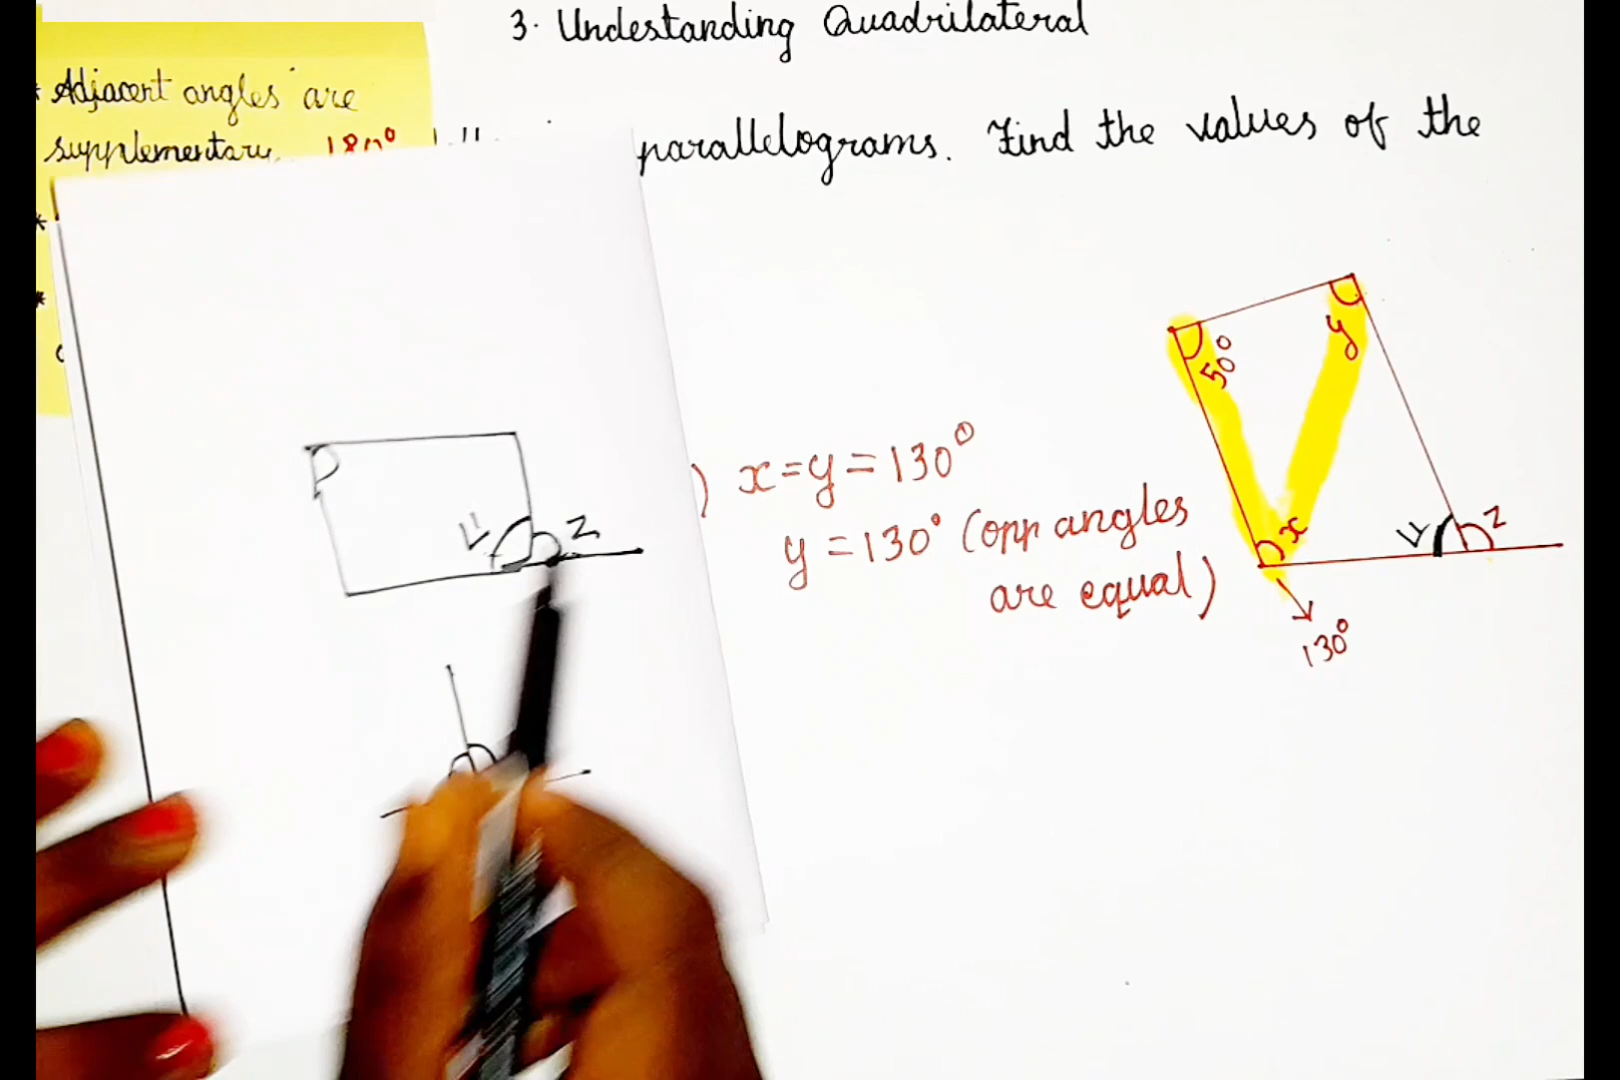 3. Understanding Quadrilateral
* Adjacent angles are
supplementary 180°
parallelograms. Find the values of the
*
*
50°
y
) x=y=130°
y=130° (opp angles
are equal)
x
z
130°
z